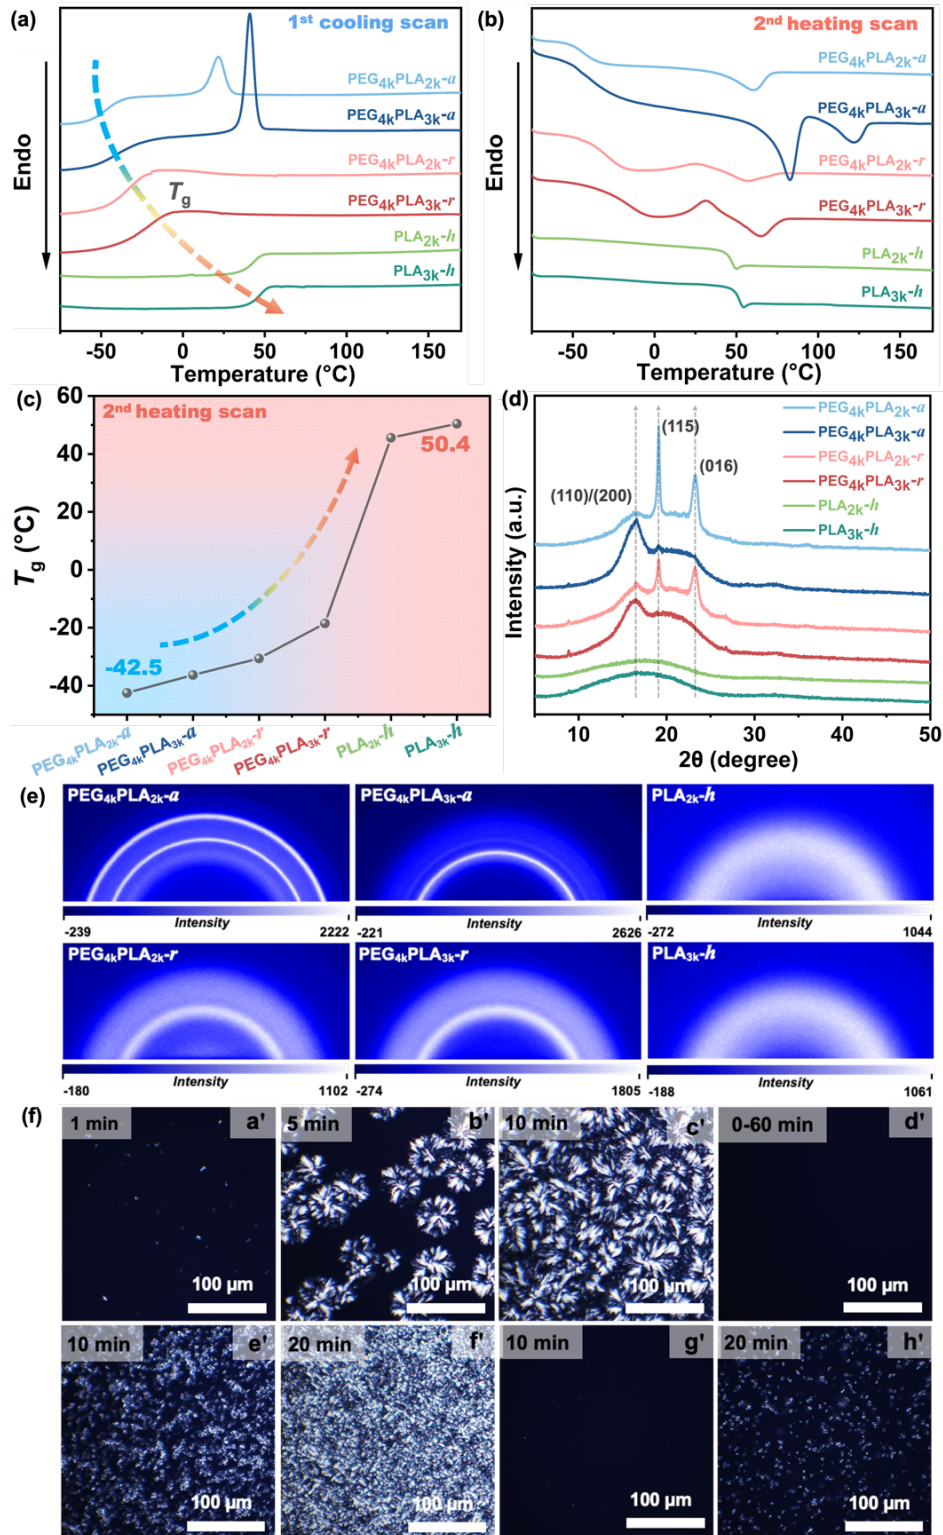 (a)
1st cooling scan
PEG4kPLA2k-a
PEG4kPLA3k-a
PEG4kPLA2k-r
Tg
PEG4kPLA3k-r
PLA2k-h
PLA3k-h
Endo
-50 0 50 100 150
Temperature (°C)
(b)
2nd heating scan
PEG4kPLA2k-a
PEG4kPLA3k-a
PEG4kPLA2k-r
PEG4kPLA3k-r
PLA2k-h
PLA3k-h
Endo
-50 0 50 100 150
Temperature (°C)
(c)
2nd heating scan
60
40
20
0
-20
-40
Tg (°C)
50.4
-42.5
PEG4kPLA2k-a
PEG4kPLA3k-a
PEG4kPLA2k-r
PEG4kPLA3k-r
PLA2k-h
PLA3k-h
(d)
(115)
(016)
(110)/(200)
PEG4kPLA2k-a
PEG4kPLA3k-a
PEG4kPLA2k-r
PEG4kPLA3k-r
PLA2k-h
PLA3k-h
Intensity (a.u.)
10 20 30 40 50
2θ (degree)
(e)
PEG4kPLA2k-a
Intensity
-239 2222
PEG4kPLA3k-a
Intensity
-221 2626
PLA2k-h
Intensity
-272 1044
PEG4kPLA2k-r
Intensity
-180 1102
PEG4kPLA3k-r
Intensity
-274 1805
PLA3k-h
Intensity
-188 1061
(f)
1 min a'
100 μm
5 min b'
100 μm
10 min c'
100 μm
0-60 min d'
100 μm
10 min e'
100 μm
20 min f'
100 μm
10 min g'
100 μm
20 min h'
100 μm